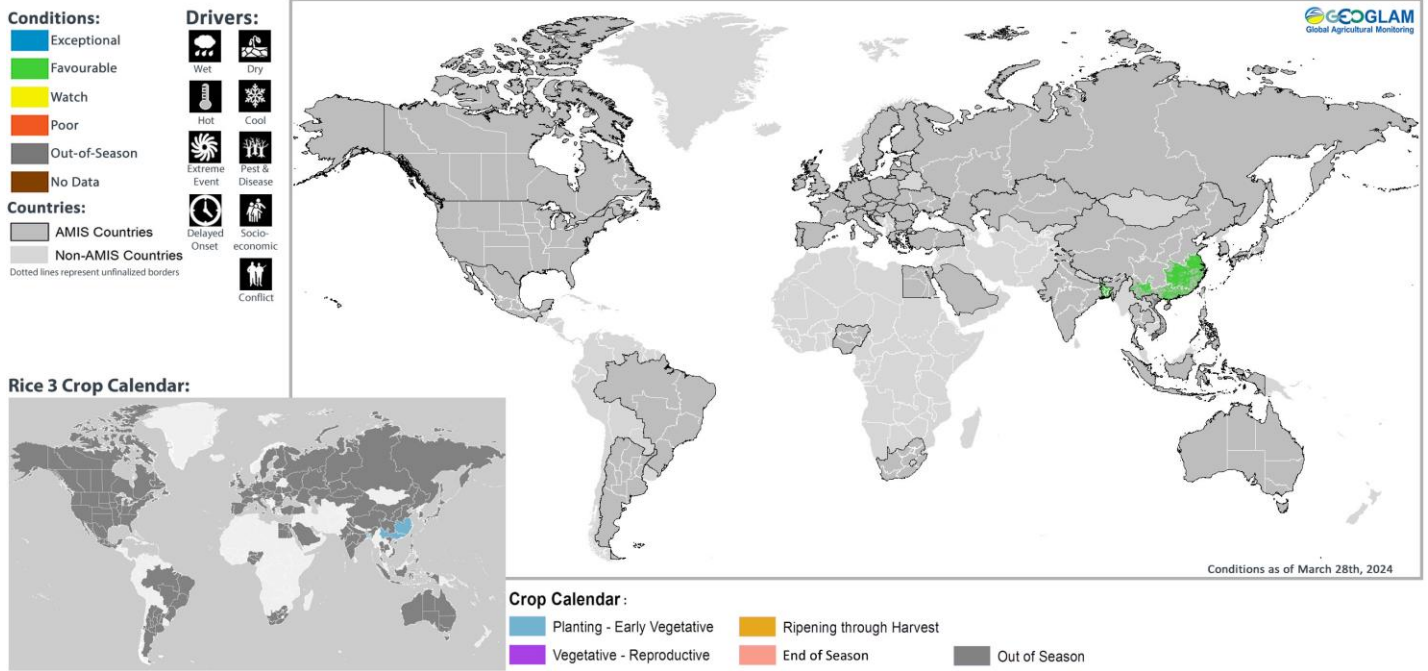 Conditions:
Exceptional
Favourable
Watch
Poor
Out-of-Season
No Data
Countries:
AMIS Countries
Non-AMIS Countries
Dotted lines represent unfinalized borders
Drivers:
Wet
Dry
Hot
Cool
Extreme
Event
Pest &
Disease
Delayed
Onset
Socio-
economic
Conflict
GEOGLAM
Global Agricultural Monitoring
Conditions as of March 28th, 2024
Rice 3 Crop Calendar:
Crop Calendar :
Planting - Early Vegetative
Ripening through Harvest
Vegetative - Reproductive
End of Season
Out of Season